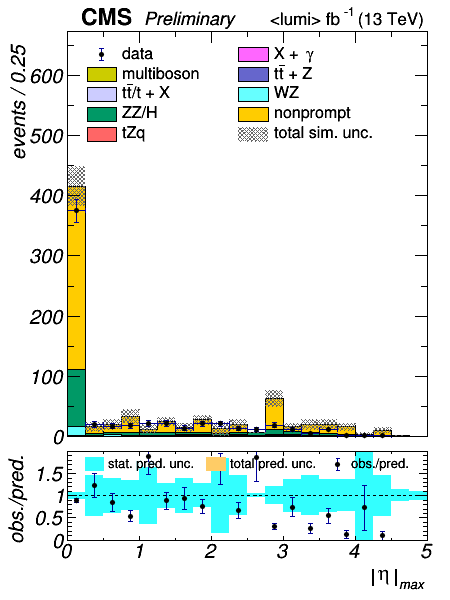 CMS Preliminary <lumi> fb⁻¹ (13 TeV)
events / 0.25
600
500
400
300
200
100
0
data
multiboson
tt̄/t + X
ZZ/H
tZq
X + γ
tt̄ + Z
WZ
nonprompt
total sim. unc.
obs./pred.
1.5
1
0.5
0
stat. pred. unc. total pred. unc. obs./pred.
0 1 2 3 4 5
|η|max